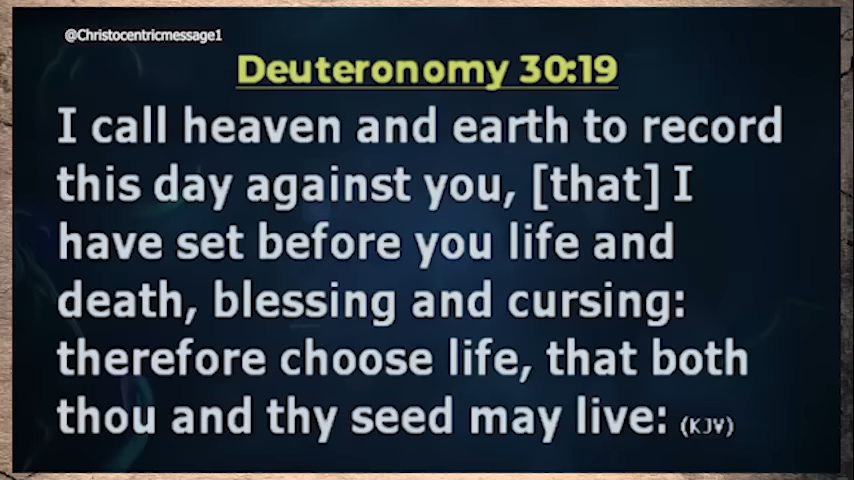 @Christocentricmessage1
Deuteronomy 30:19
I call heaven and earth to record
this day against you, [that] I
have set before you life and
death, blessing and cursing:
therefore choose life, that both
thou and thy seed may live: (KJV)